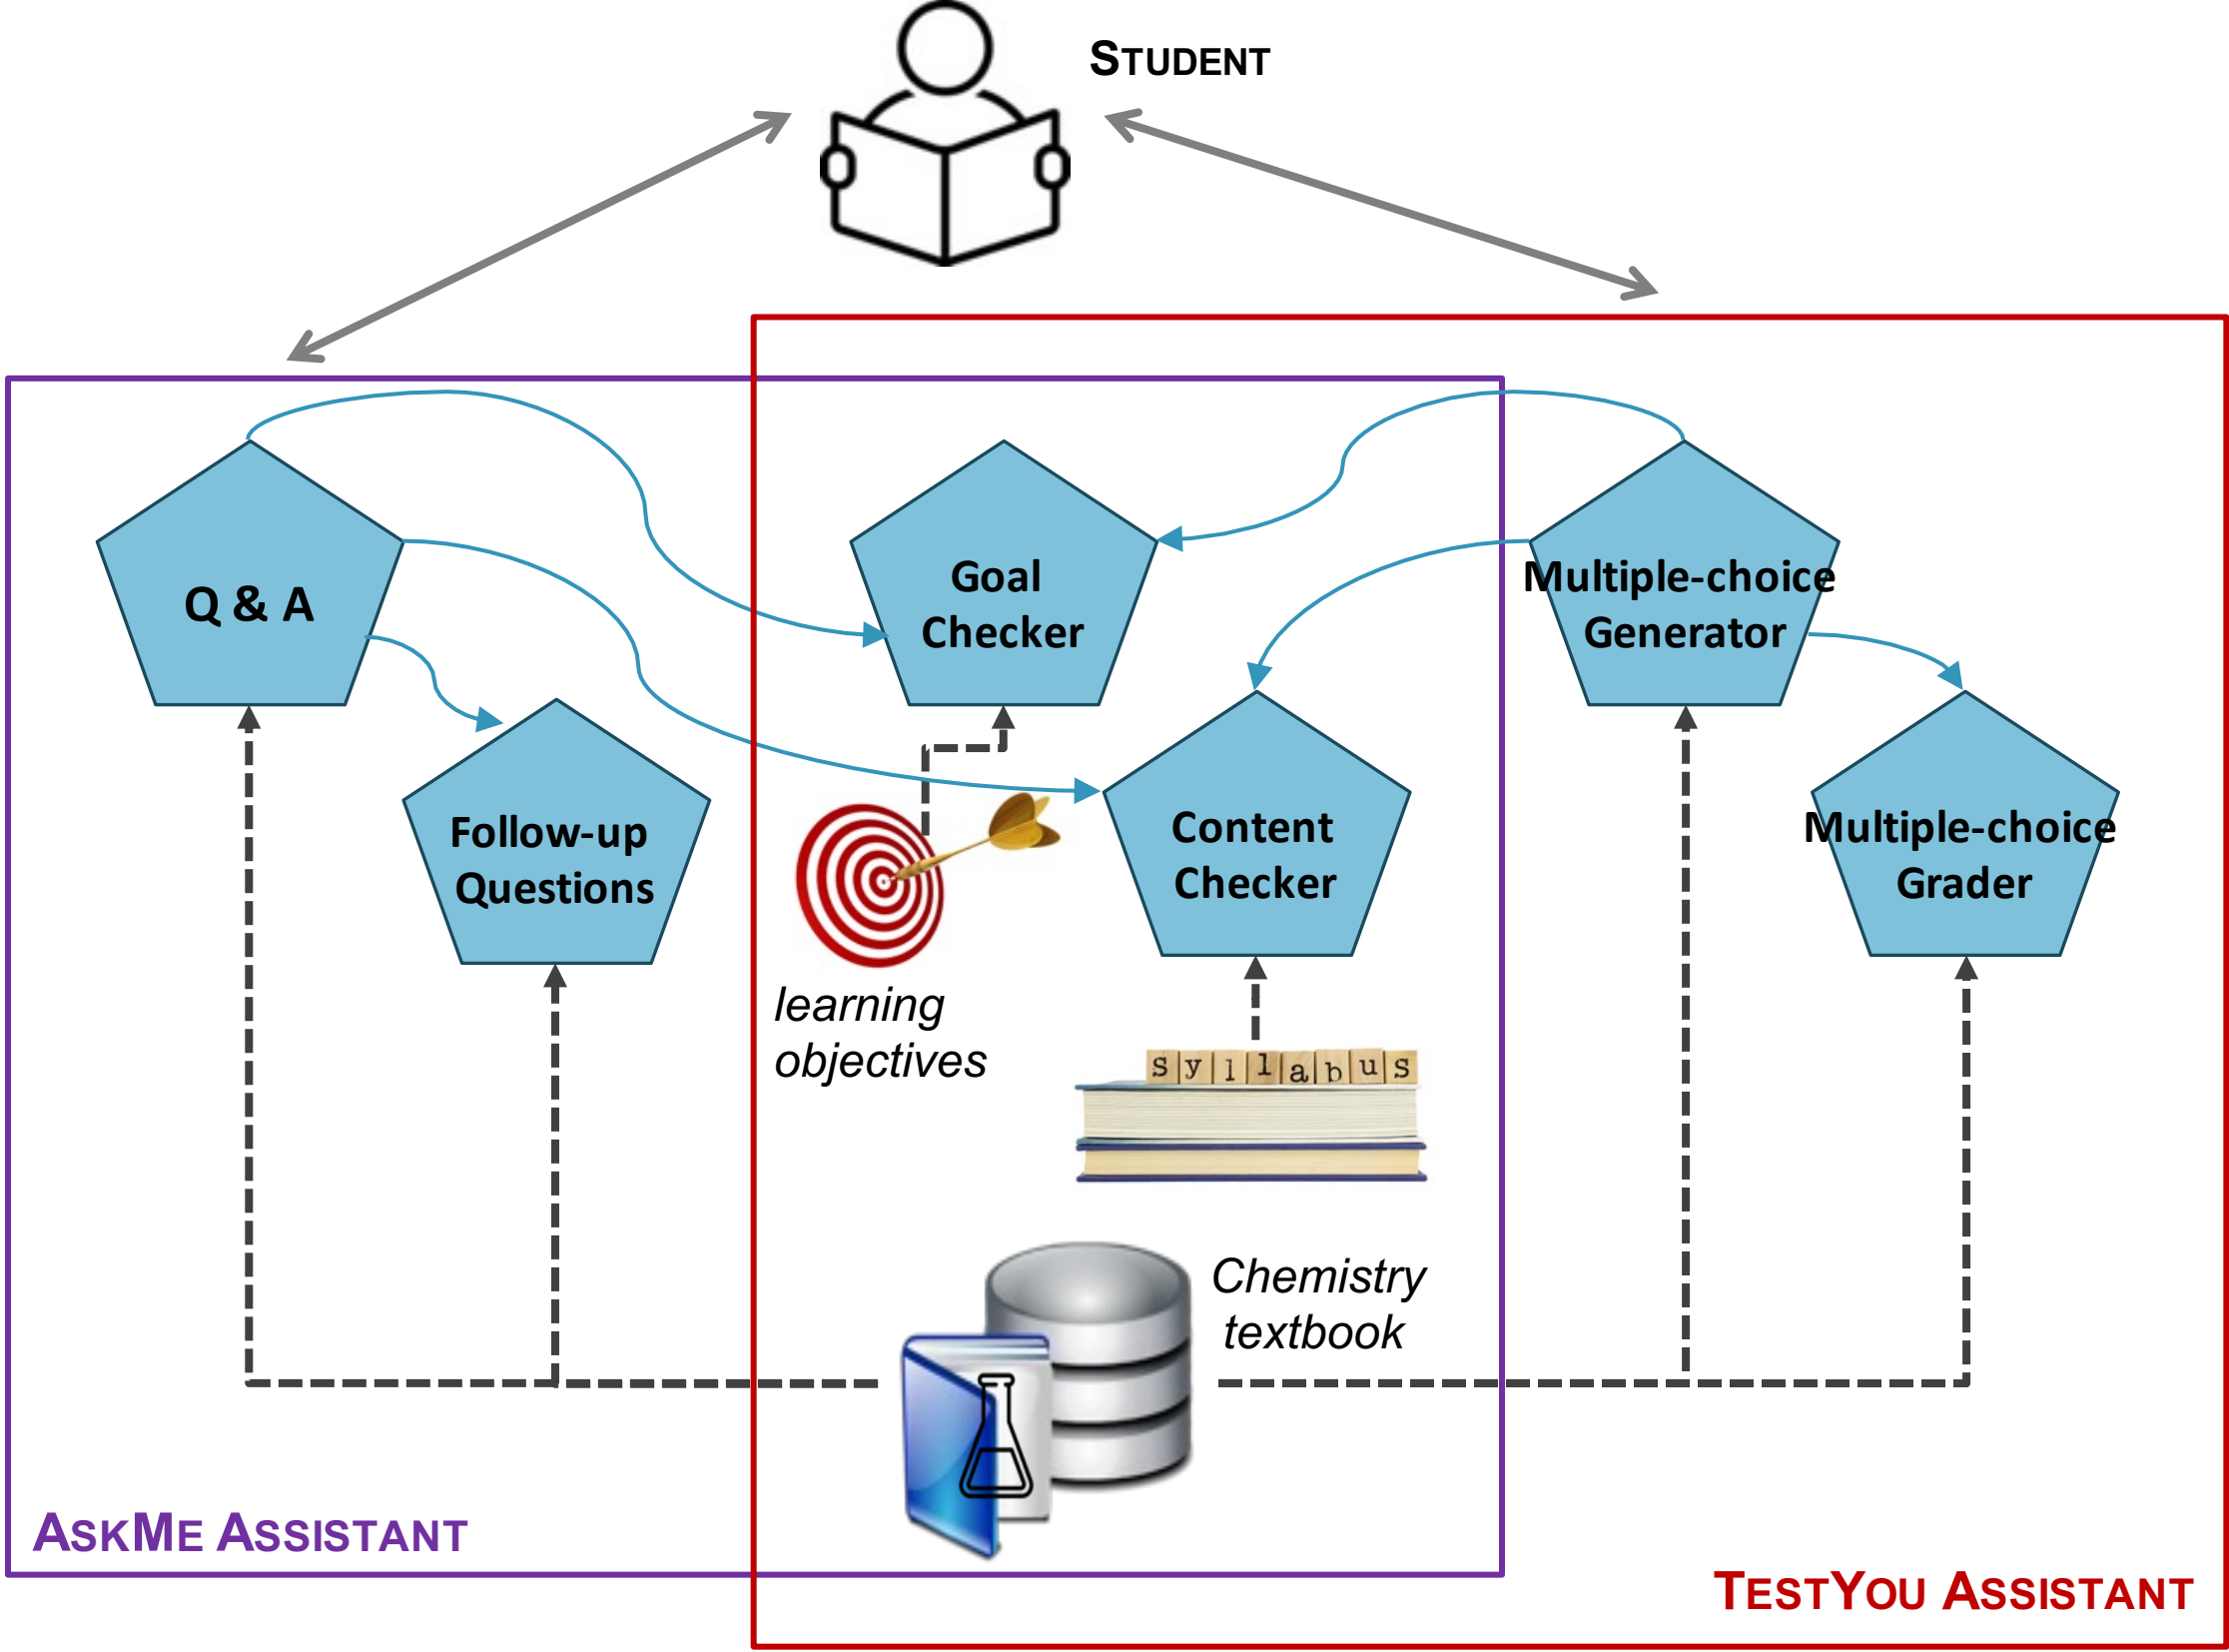 STUDENT
Q & A
Goal
Checker
Multiple-choice
Generator
Follow-up
Questions
Content
Checker
Multiple-choice
Grader
learning
objectives
syllabus
Chemistry
textbook
ASKME ASSISTANT
TESTYOU ASSISTANT